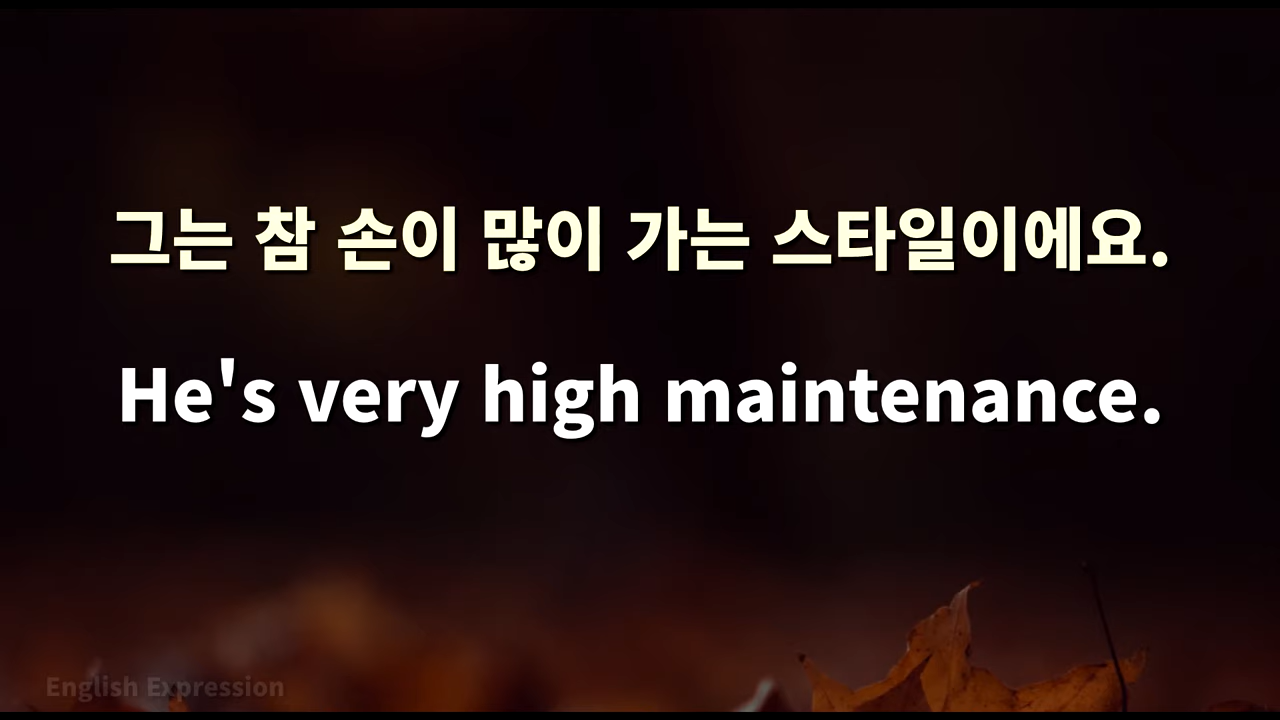 그는 참 손이 많이 가는 스타일이에요.
He's very high maintenance.
English Expression